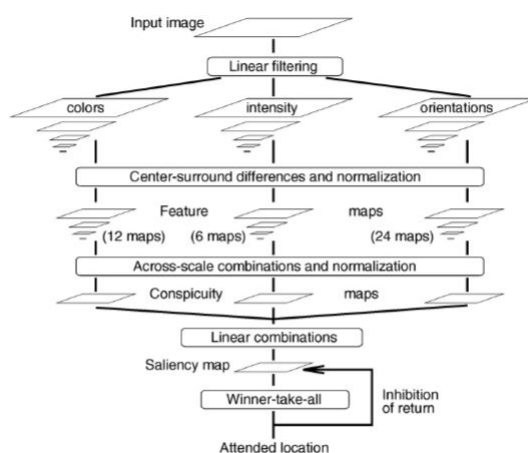 Input image
Linear filtering
colors intensity orientations
Center-surround differences and normalization
Feature maps
(12 maps) (6 maps) (24 maps)
Across-scale combinations and normalization
Conspicuity maps
Linear combinations
Saliency map
Winner-take-all
Inhibition
of return
Attended location